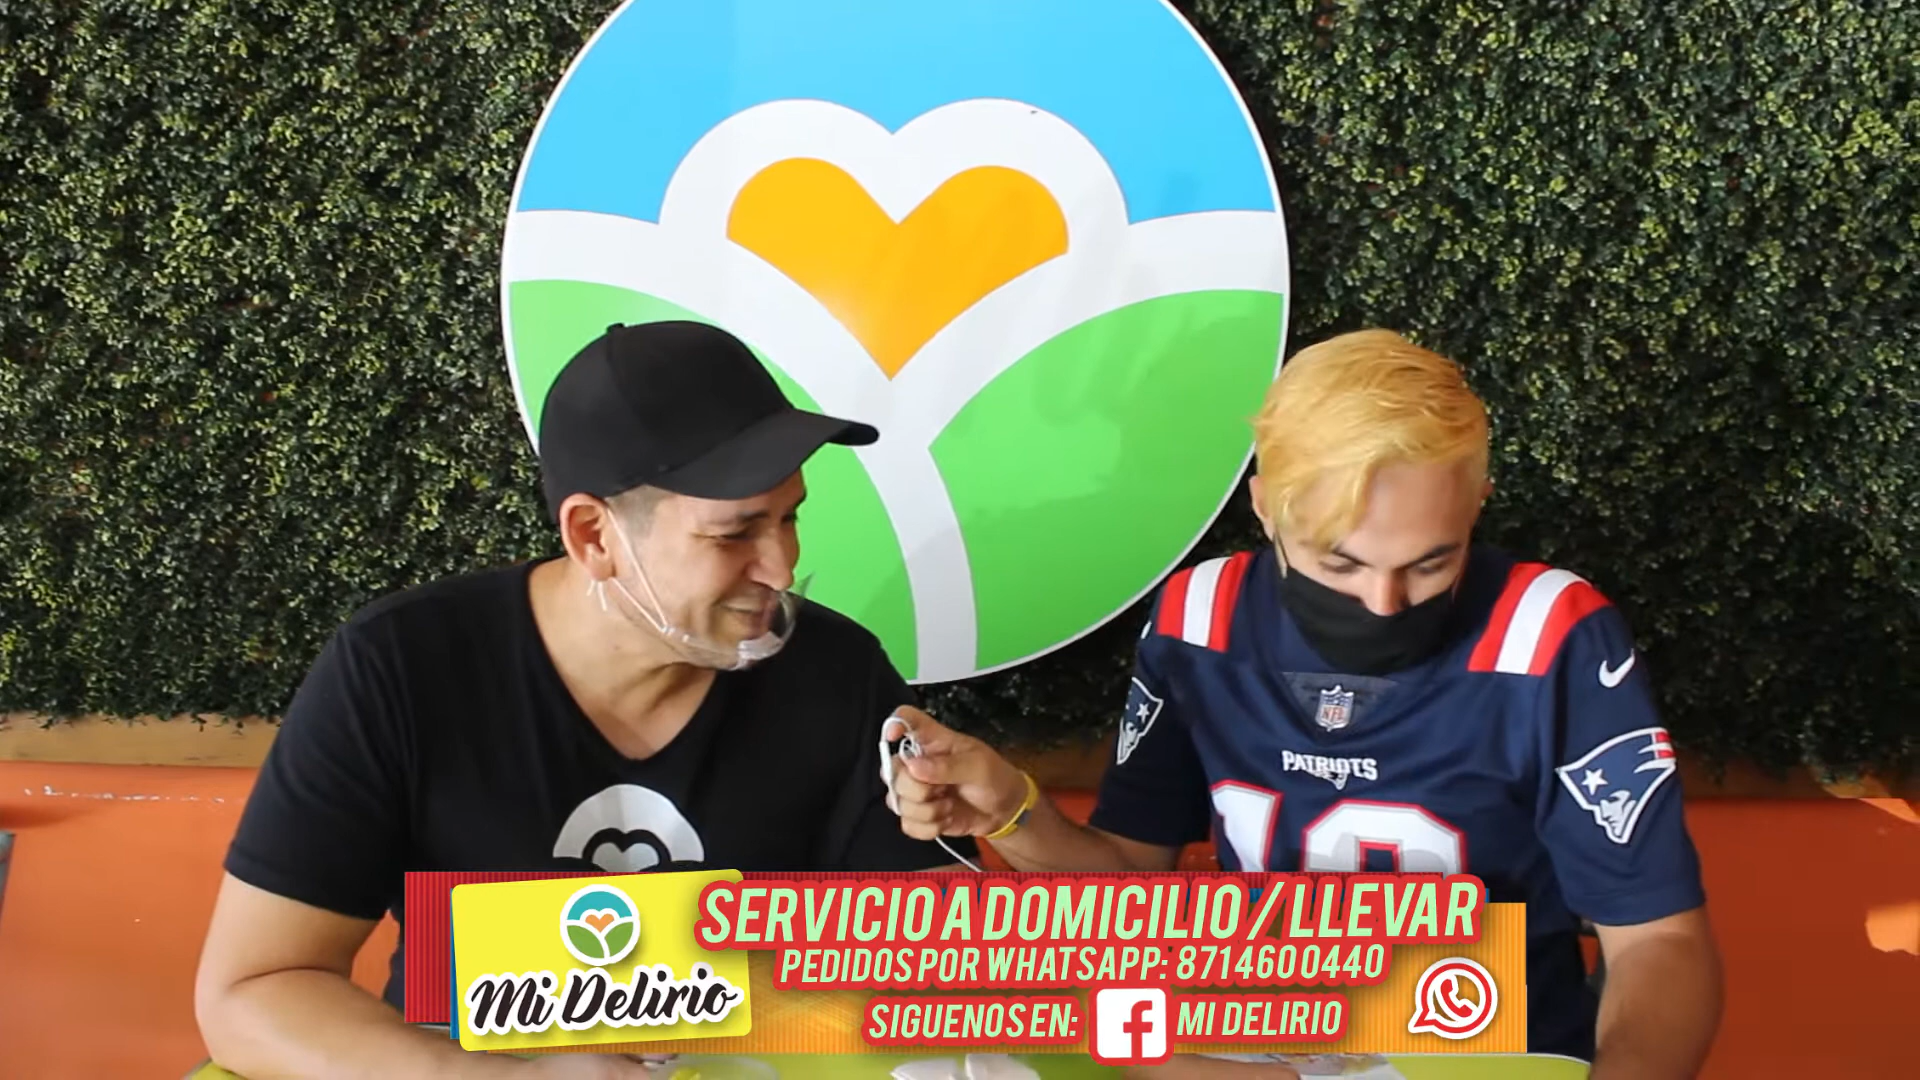 NFL
PATRIOTS
SERVICIO A DOMICILIO / LLEVAR
PEDIDOS POR WHATSAPP: 8714600440
Mi Delirio
SIGUENOS EN: f MI DELIRIO